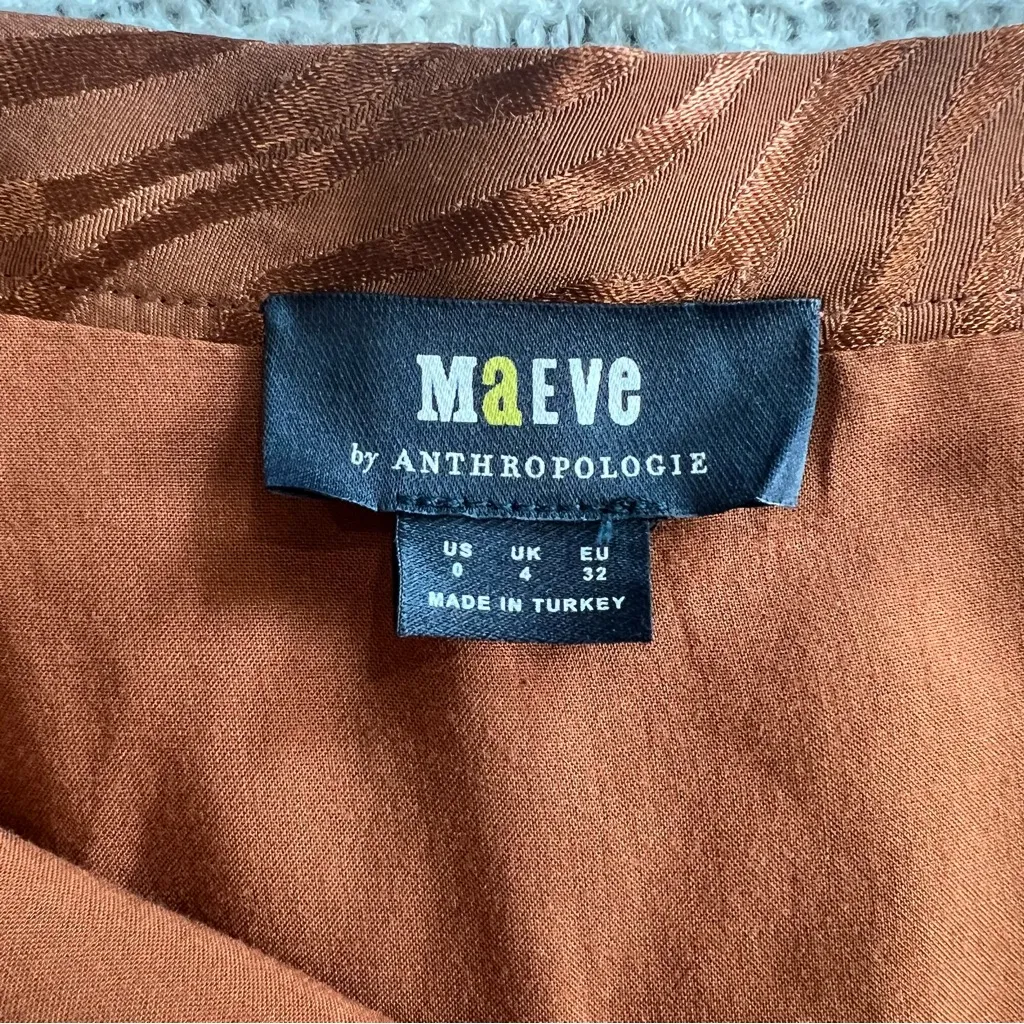 MaEVe
by ANTHROPOLOGIE
US UK EU
0 4 32
MADE IN TURKEY